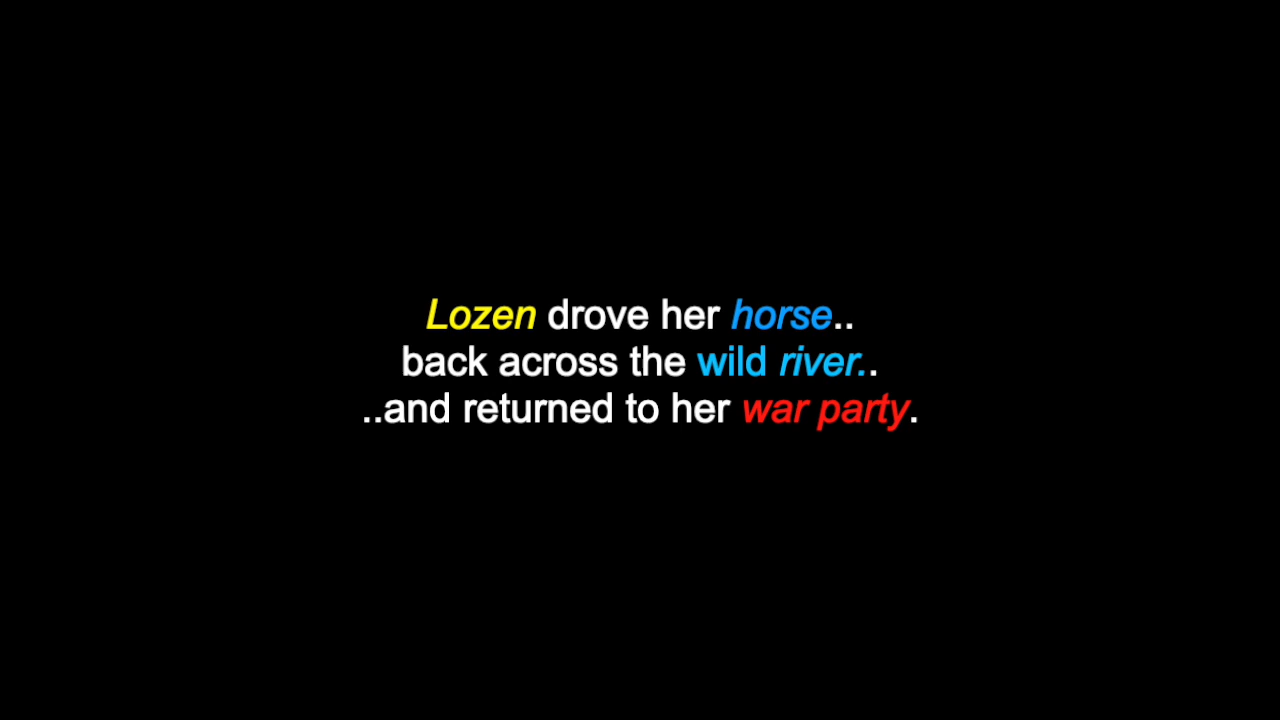 Lozen drove her horse..
back across the wild river..
..and returned to her war party.